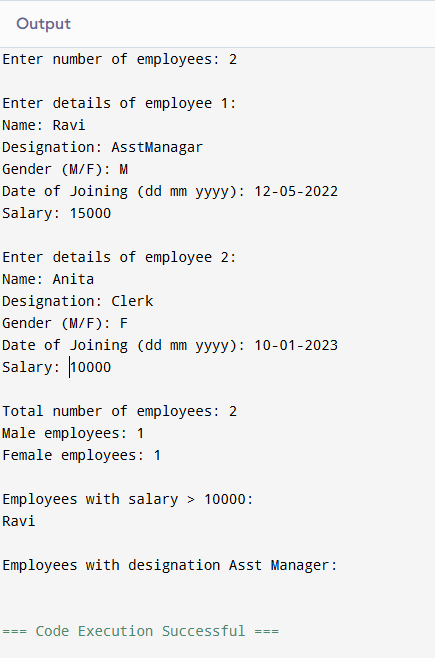 Output
Enter number of employees: 2
Enter details of employee 1:
Name: Ravi
Designation: AsstManagar
Gender (M/F): M
Date of Joining (dd mm yyyy): 12-05-2022
Salary: 15000
Enter details of employee 2:
Name: Anita
Designation: Clerk
Gender (M/F): F
Date of Joining (dd mm yyyy): 10-01-2023
Salary: 10000
Total number of employees: 2
Male employees: 1
Female employees: 1
Employees with salary > 10000:
Ravi
Employees with designation Asst Manager:
=== Code Execution Successful ===